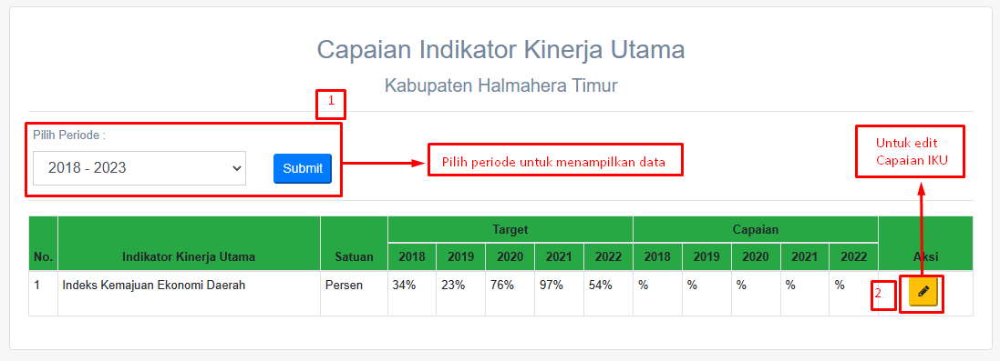 Capaian Indikator Kinerja Utama
Kabupaten Halmahera Timur
1
Pilih Periode :
2018 - 2023 Submit
Pilih periode untuk menampilkan data
Untuk edit
Capaian IKU
Target Capaian
No. Indikator Kinerja Utama Satuan 2018 2019 2020 2021 2022 2018 2019 2020 2021 2022 Aksi
1 Indeks Kemajuan Ekonomi Daerah Persen 34% 23% 76% 97% 54% % % % % %
2